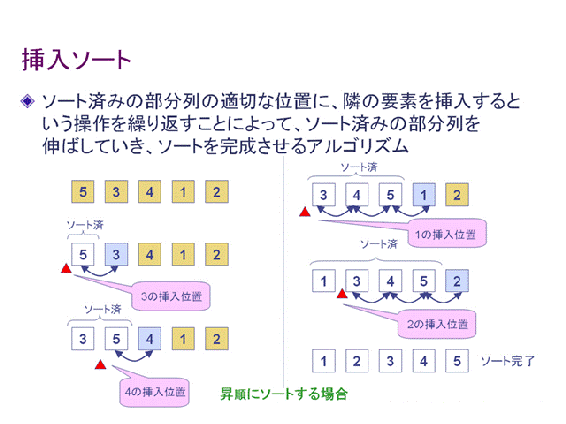 挿入ソート
ソート済みの部分列の適切な位置に、隣の要素を挿入すると
いう操作を繰り返すことによって、ソート済みの部分列を
伸ばしていき、ソートを完成させるアルゴリズム
5 3 4 1 2
ソート済
5 3 4 1 2
3の挿入位置
ソート済
3 5 4 1 2
4の挿入位置
ソート済
3 4 5 1 2
1の挿入位置
ソート済
1 3 4 5 2
2の挿入位置
1 2 3 4 5 ソート完了
昇順にソートする場合